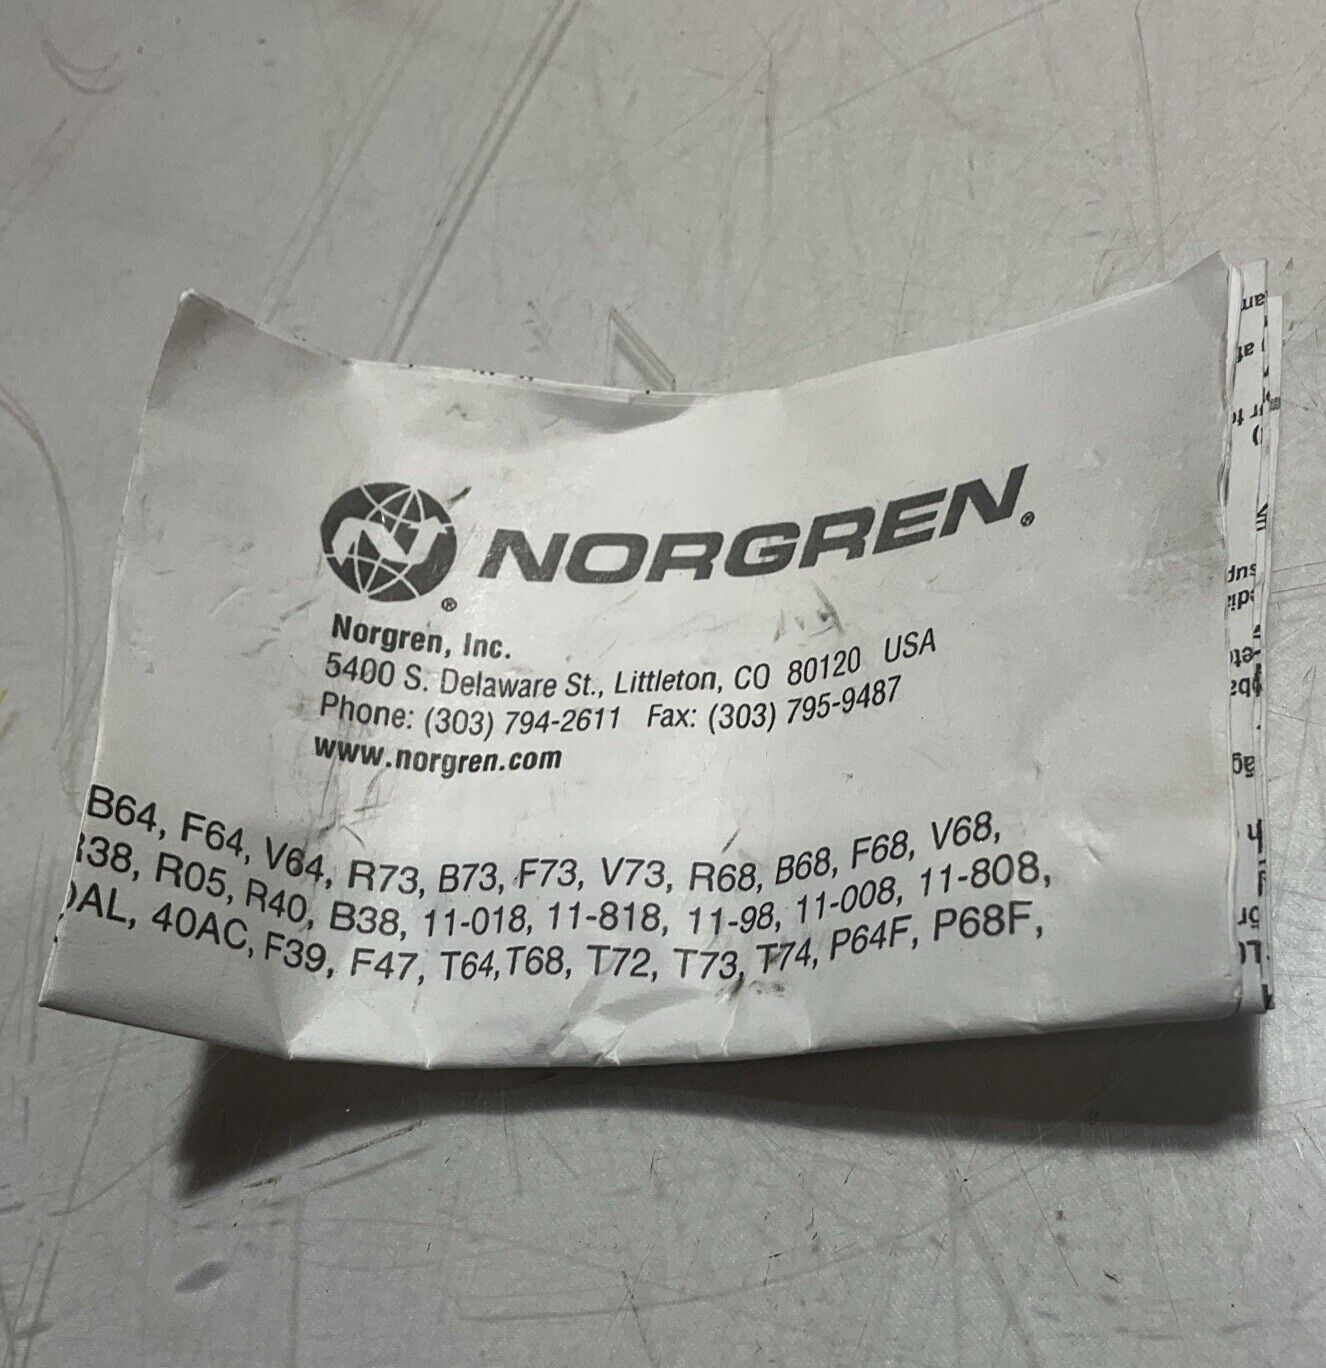 NORGREN®
®
Norgren, Inc.
5400 S. Delaware St., Littleton, CO 80120 USA
Phone: (303) 794-2611 Fax: (303) 795-9487
www.norgren.com
B64, F64, V64, R73, B73, F73, V73, R68, B68, F68, V68,
38, R05, R40, B38, 11-018, 11-818, 11-98, 11-008, 11-808,
AL, 40AC, F39, F47, T64, T68, T72, T73, T74, P64F, P68F,